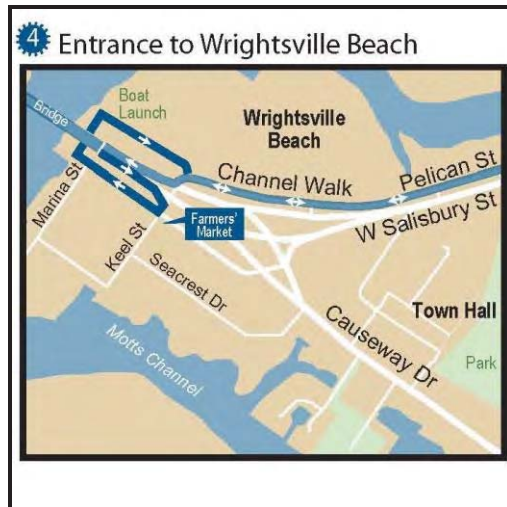 4 Entrance to Wrightsville Beach
Boat
Launch
Bridge
Wrightsville
Beach
Channel Walk
Pelican St
W Salisbury St
Marina St
Farmers'
Market
Keel St
Seacrest Dr
Town Hall
Causeway Dr
Motts Channel
Park